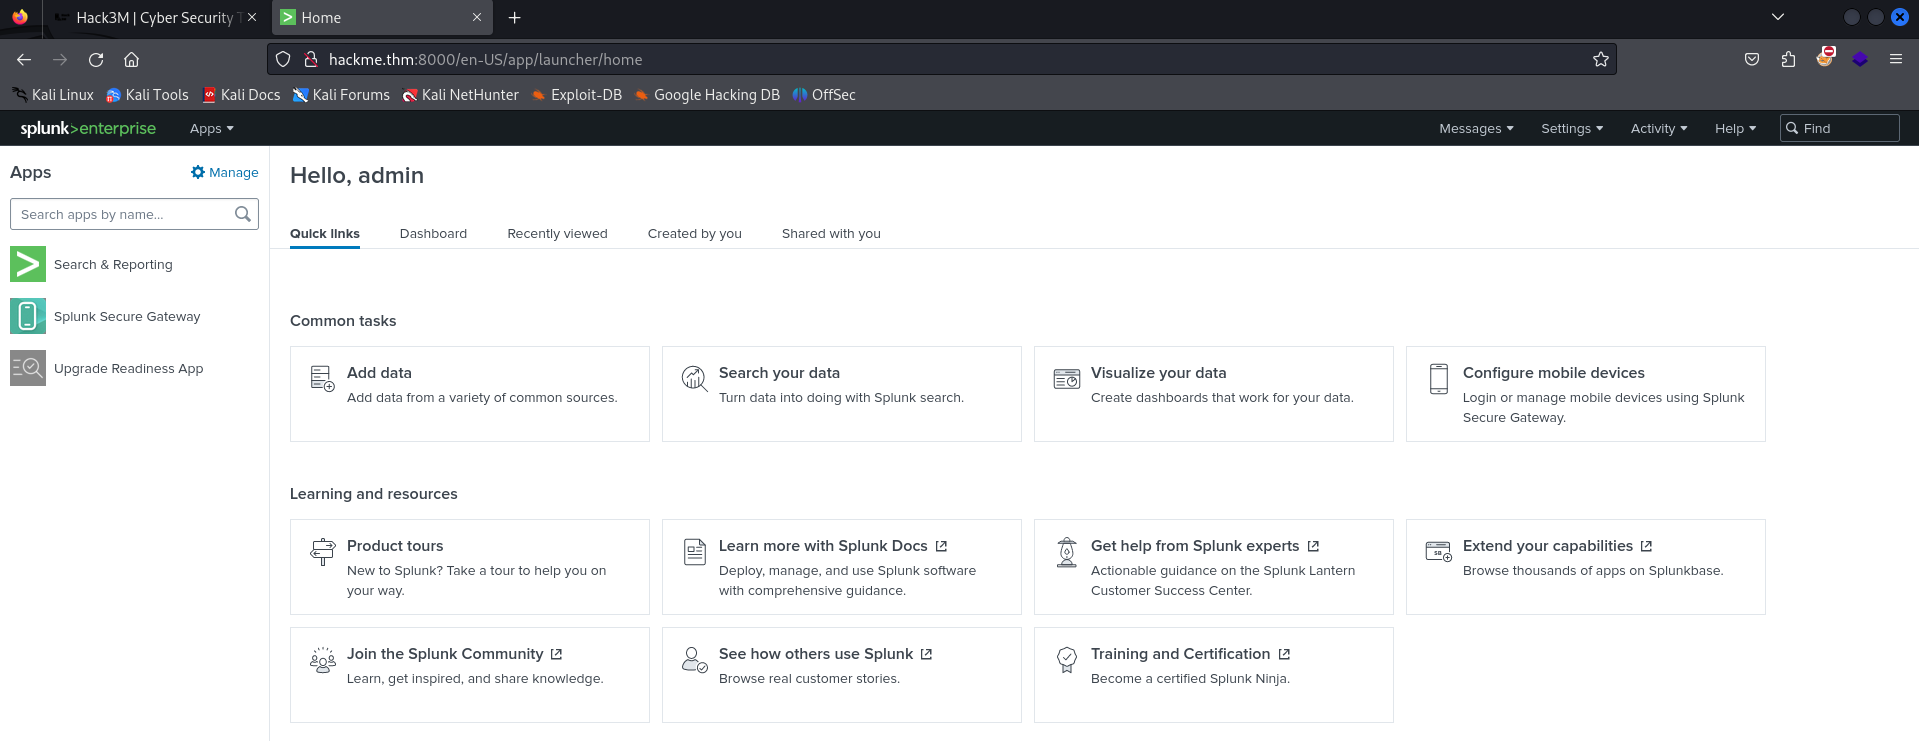 Hack3M | Cyber Security T
Home
hackme.thm:8000/en-US/app/launcher/home
Kali Linux Kali Tools Kali Docs Kali Forums Kali NetHunter Exploit-DB Google Hacking DB OffSec
splunk>enterprise Apps Messages Settings Activity Help Find
Apps Manage
Search apps by name...
Search & Reporting
Splunk Secure Gateway
Upgrade Readiness App
Hello, admin
Quick links Dashboard Recently viewed Created by you Shared with you
Common tasks
Add data
Add data from a variety of common sources.
Search your data
Turn data into doing with Splunk search.
Visualize your data
Create dashboards that work for your data.
Configure mobile devices
Login or manage mobile devices using Splunk
Secure Gateway.
Learning and resources
Product tours
New to Splunk? Take a tour to help you on
your way.
Learn more with Splunk Docs
Deploy, manage, and use Splunk software
with comprehensive guidance.
Get help from Splunk experts
Actionable guidance on the Splunk Lantern
Customer Success Center.
SB
Extend your capabilities
Browse thousands of apps on Splunkbase.
Join the Splunk Community
Learn, get inspired, and share knowledge.
See how others use Splunk
Browse real customer stories.
Training and Certification
Become a certified Splunk Ninja.